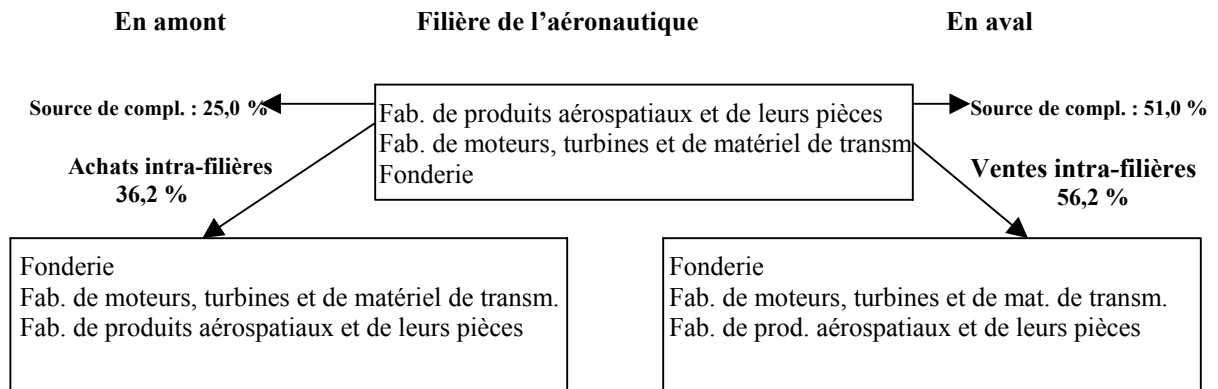 En amont
Filière de l’aéronautique
En aval
Source de compl. : 25,0 %
Fab. de produits aérospatiaux et de leurs pièces
Fab. de moteurs, turbines et de matériel de transm
Fonderie
Source de compl. : 51,0 %
Achats intra-filières
36,2 %
Ventes intra-filières
56,2 %
Fonderie
Fab. de moteurs, turbines et de matériel de transm.
Fab. de produits aérospatiaux et de leurs pièces
Fonderie
Fab. de moteurs, turbines et de mat. de transm.
Fab. de prod. aérospatiaux et de leurs pièces